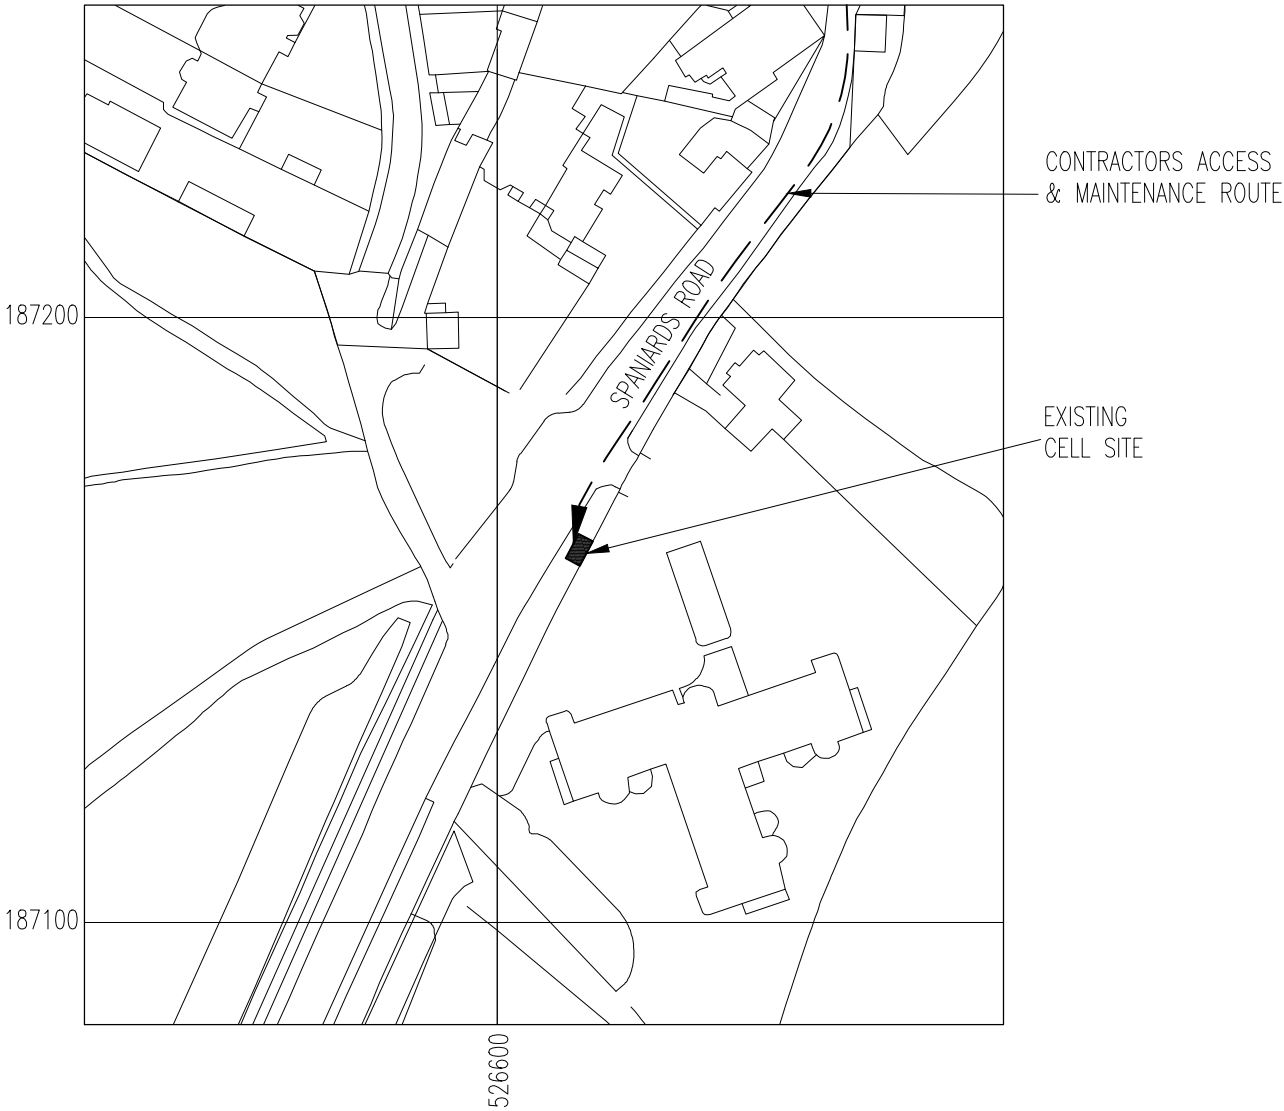 CONTRACTORS ACCESS
& MAINTENANCE ROUTE
187200
SPANIARDS ROAD
EXISTING
CELL SITE
187100
526600